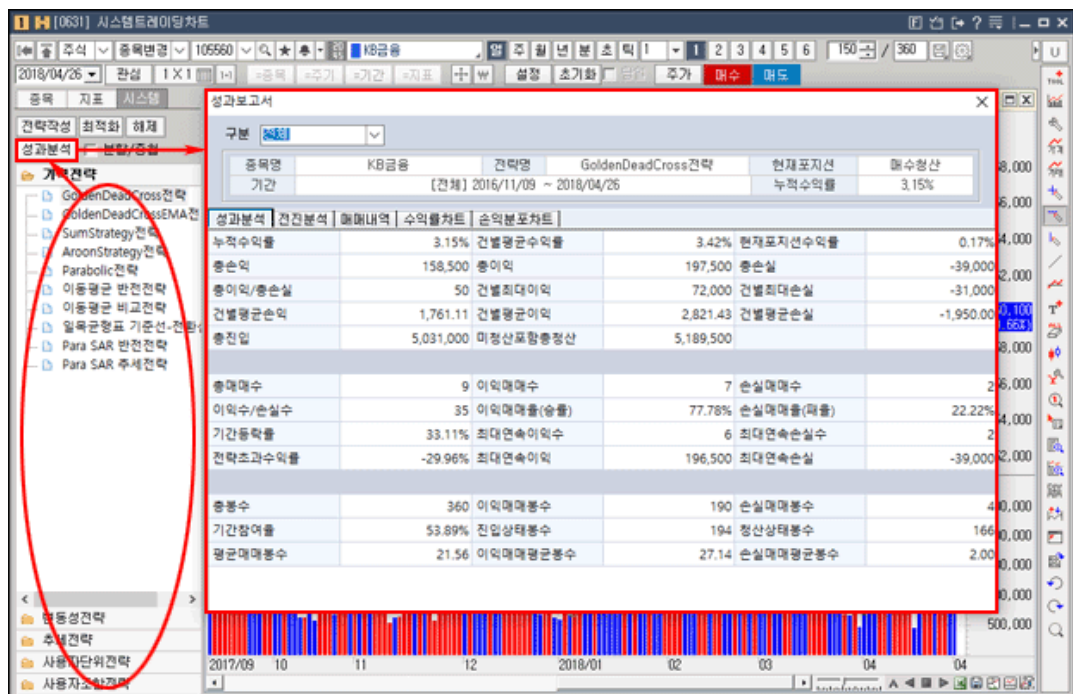 [0631] 시스템트레이딩차트
주식 종목변경 105560 KB금융 일 주 월 년 분 초 틱 1 1 2 3 4 5 6 150 / 360
2018/04/26 관심 1X1 =종목 =주기 =기간 =지표 설정 초기화 주가 매수 매도
종목 지표 시스템
전략작성 최적화 해제
성과분석 분할/중첩
기본전략
GoldenDeadCross전략
GoldenDeadCrossEMA전
SumStrategy전략
AroonStrategy전략
Parabolic전략
이동평균 반전전략
이동평균 비교전략
일목균형표 기준선-전환선
Para SAR 반전전략
Para SAR 추세전략
변동성전략
추세전략
사용자단위전략
사용자조합전략
성과보고서
구분 전체
종목명 KB금융 전략명 GoldenDeadCross전략 현재포지션 매수청산
기간 [전체] 2016/11/09 ~ 2018/04/26 누적수익률 3.15%
성과분석 전진분석 매매내역 수익률차트 손익분포차트
누적수익률 3.15% 건별평균수익률 3.42% 현재포지션수익률 0.17%
총손익 158,500 총이익 197,500 총손실 -39,000
총이익/총손실 50 건별최대이익 72,000 건별최대손실 -31,000
건별평균손익 1,761.11 건별평균이익 2,821.43 건별평균손실 -1,950.00
총진입 5,031,000 미청산포함총청산 5,189,500
총매매수 9 이익매매수 7 손실매매수 2
이익수/손실수 35 이익매매율(승률) 77.78% 손실매매율(패률) 22.22%
기간등락률 33.11% 최대연속이익수 6 최대연속손실수 2
전략초과수익률 -29.96% 최대연속이익 196,500 최대연속손실 -39,000
총봉수 360 이익매매봉수 190 손실매매봉수 4
기간참여율 53.89% 진입상태봉수 194 청산상태봉수 166
평균매매봉수 21.56 이익매매평균봉수 27.14 손실매매평균봉수 2.00
500,000
2017/09 10 11 12 2018/01 02 03 04 04